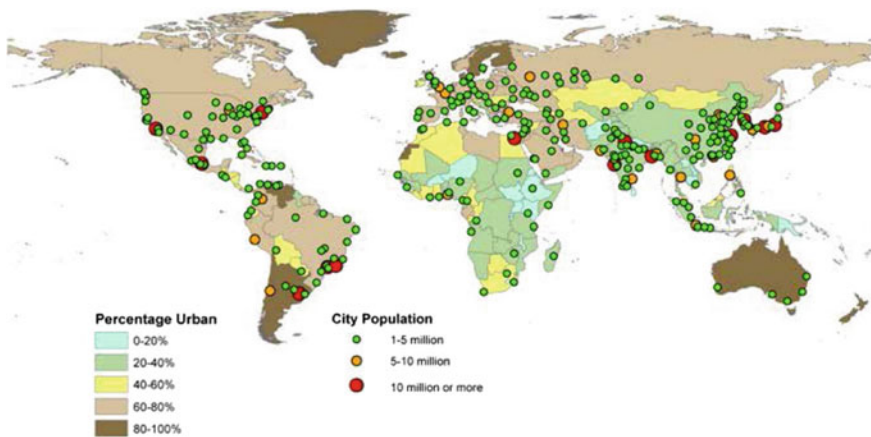 Percentage Urban
0-20%
20-40%
40-60%
60-80%
80-100%
City Population
1-5 million
5-10 million
10 million or more